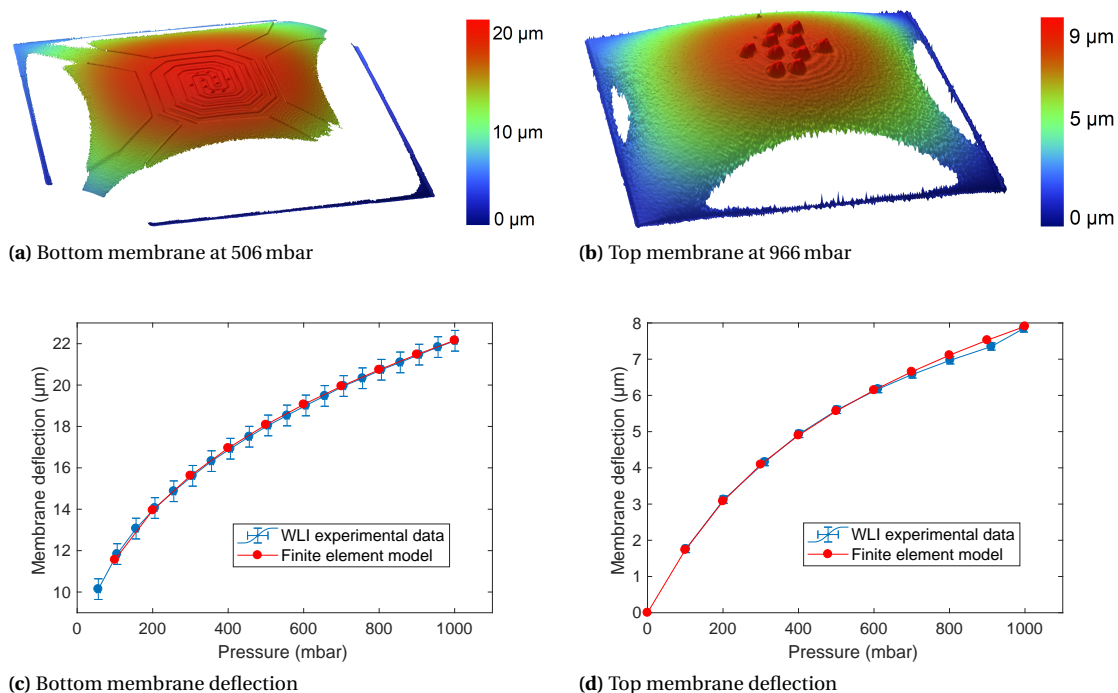 20 µm
10 µm
0 µm
(a) Bottom membrane at 506 mbar
9 µm
5 µm
0 µm
(b) Top membrane at 966 mbar
Membrane deflection (µm)
22
20
18
16
14
12
10
0 200 400 600 800 1000
Pressure (mbar)
WLI experimental data
Finite element model
(c) Bottom membrane deflection
Membrane deflection (µm)
8
7
6
5
4
3
2
1
0
0 200 400 600 800 1000
Pressure (mbar)
WLI experimental data
Finite element model
(d) Top membrane deflection